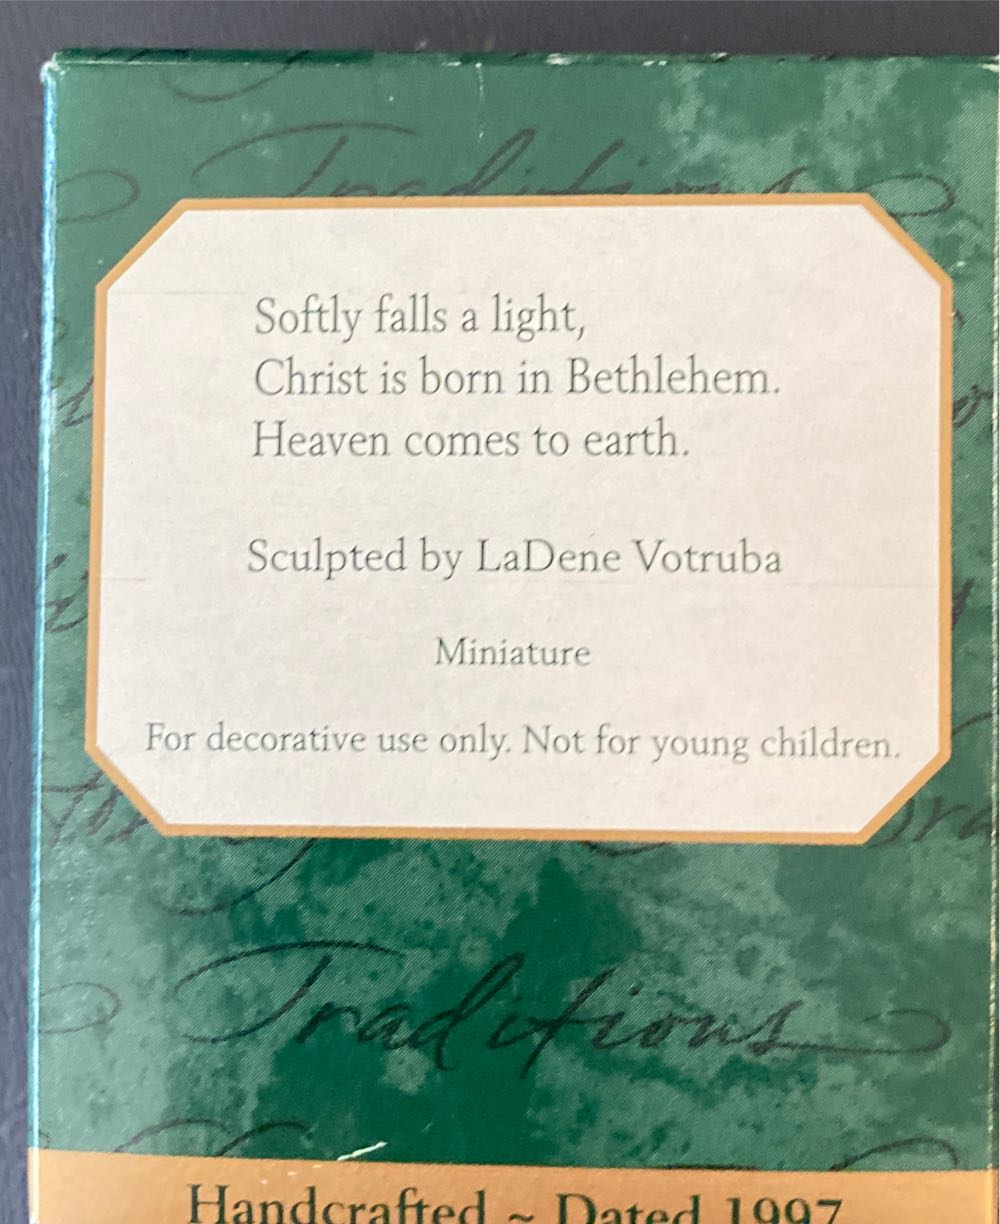 Traditions
Softly falls a light,
Christ is born in Bethlehem.
Heaven comes to earth.
Sculpted by LaDene Votruba
Miniature
For decorative use only. Not for young children.
Traditions
Handcrafted ~ Dated 1997